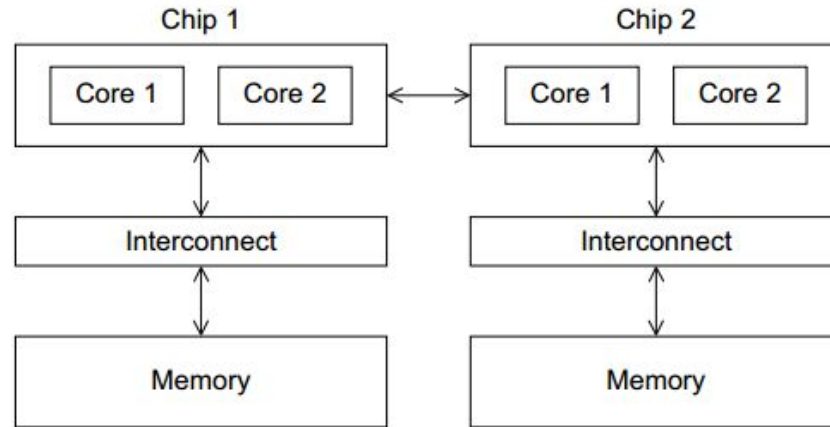 Chip 1
Chip 2
Core 1
Core 2
Core 1
Core 2
Interconnect
Interconnect
Memory
Memory